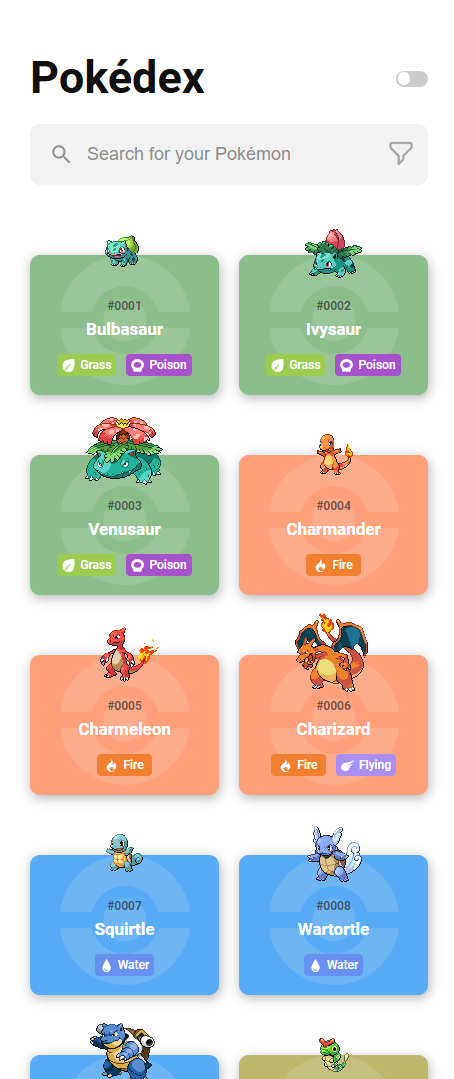 Pokédex
Search for your Pokémon
#0001
Bulbasaur
Grass Poison
#0002
Ivysaur
Grass Poison
#0003
Venusaur
Grass Poison
#0004
Charmander
Fire
#0005
Charmeleon
Fire
#0006
Charizard
Fire Flying
#0007
Squirtle
Water
#0008
Wartortle
Water